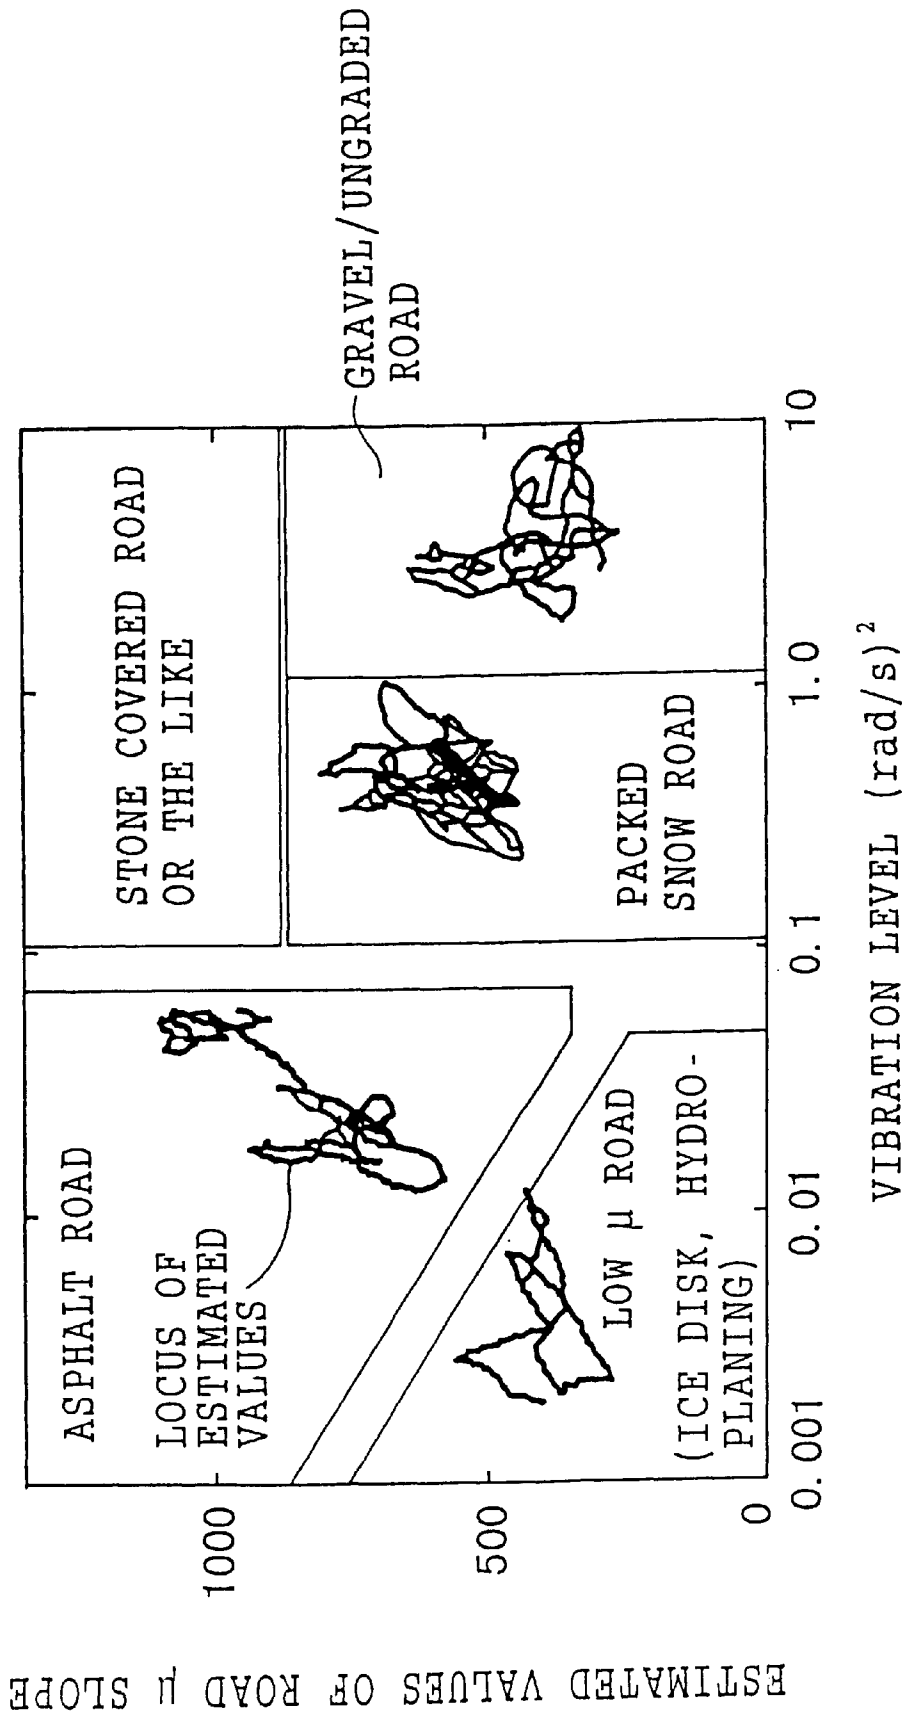 ESTIMATED VALUES OF ROAD μ SLOPE
1000
500
0
ASPHALT ROAD
LOCUS OF
ESTIMATED
VALUES
STONE COVERED ROAD
OR THE LIKE
GRAVEL/UNGRADED
ROAD
PACKED
SNOW ROAD
LOW μ ROAD
(ICE DISK, HYDRO-
PLANING)
0.001
0.01
0.1
1.0
10
VIBRATION LEVEL (rad/s)²